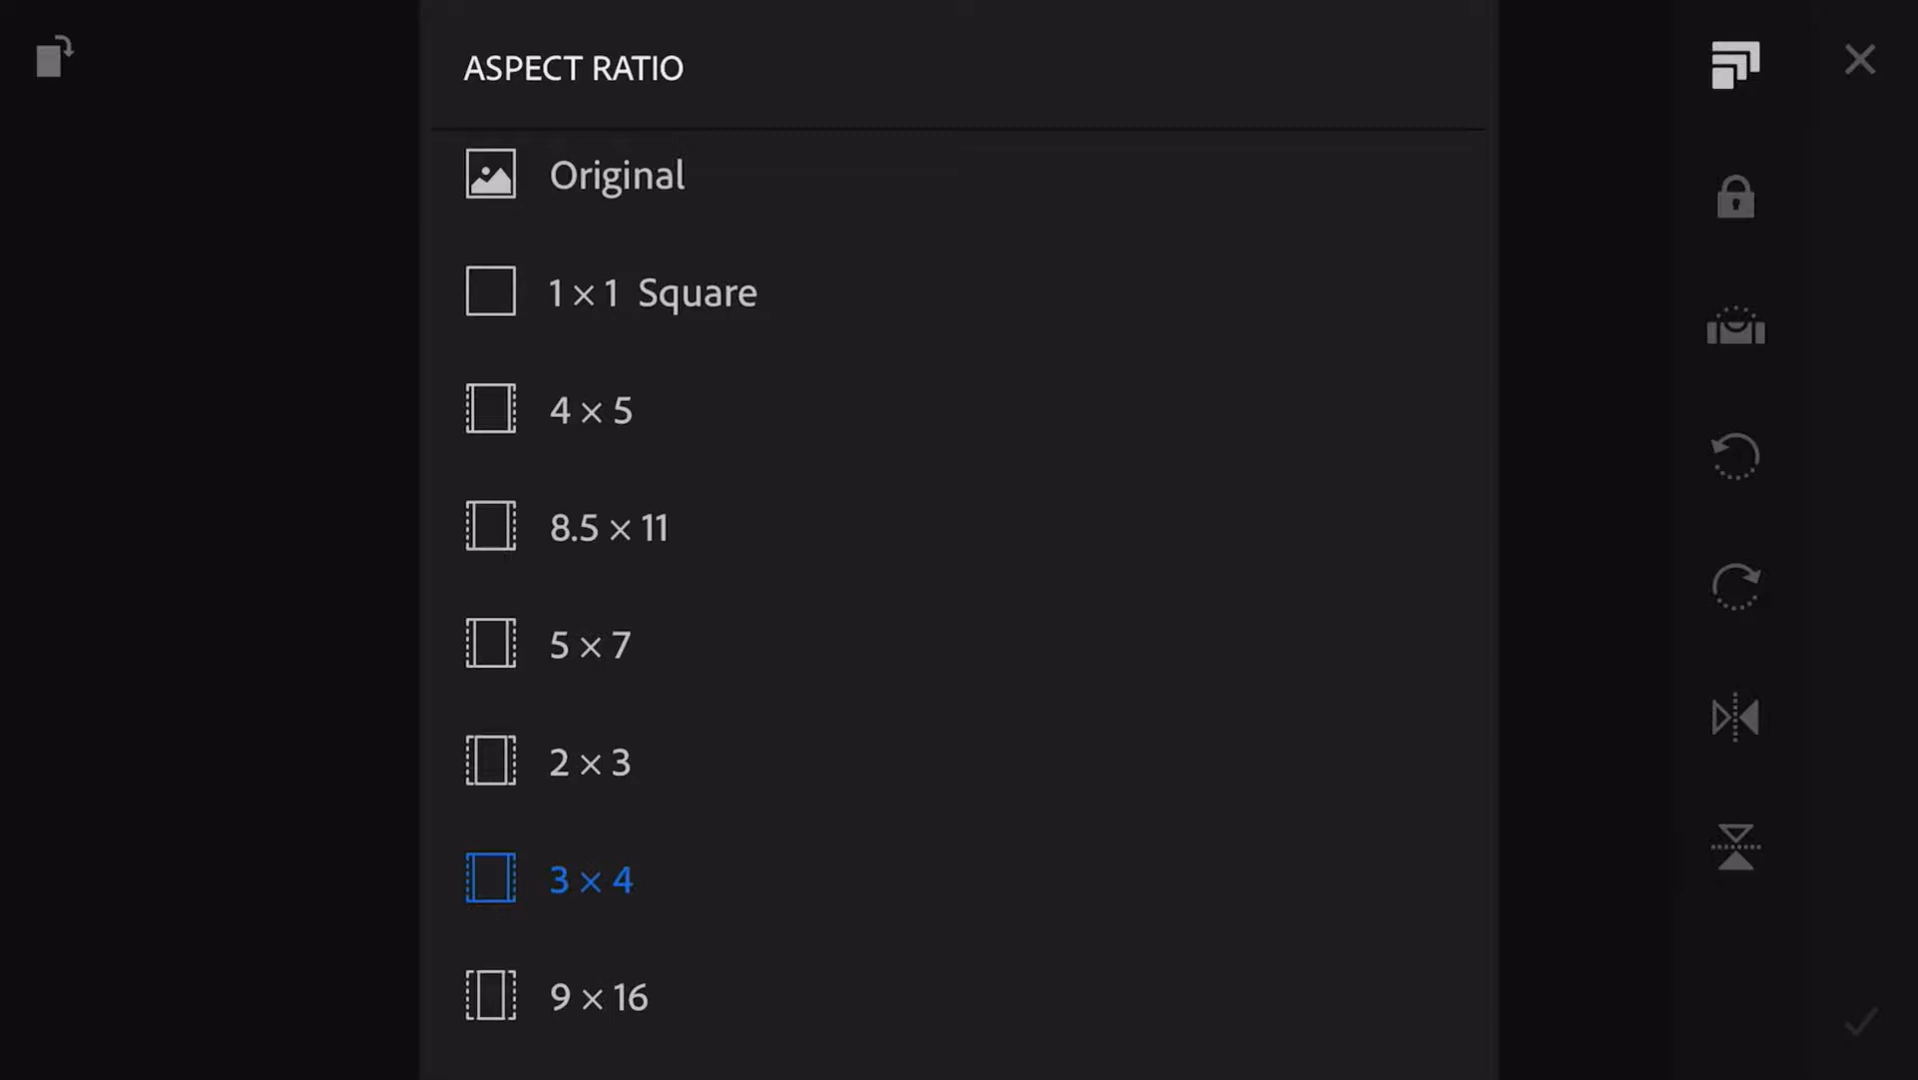 ASPECT RATIO
Original
1 × 1 Square
4 × 5
8.5 × 11
5 × 7
2 × 3
3 × 4
9 × 16